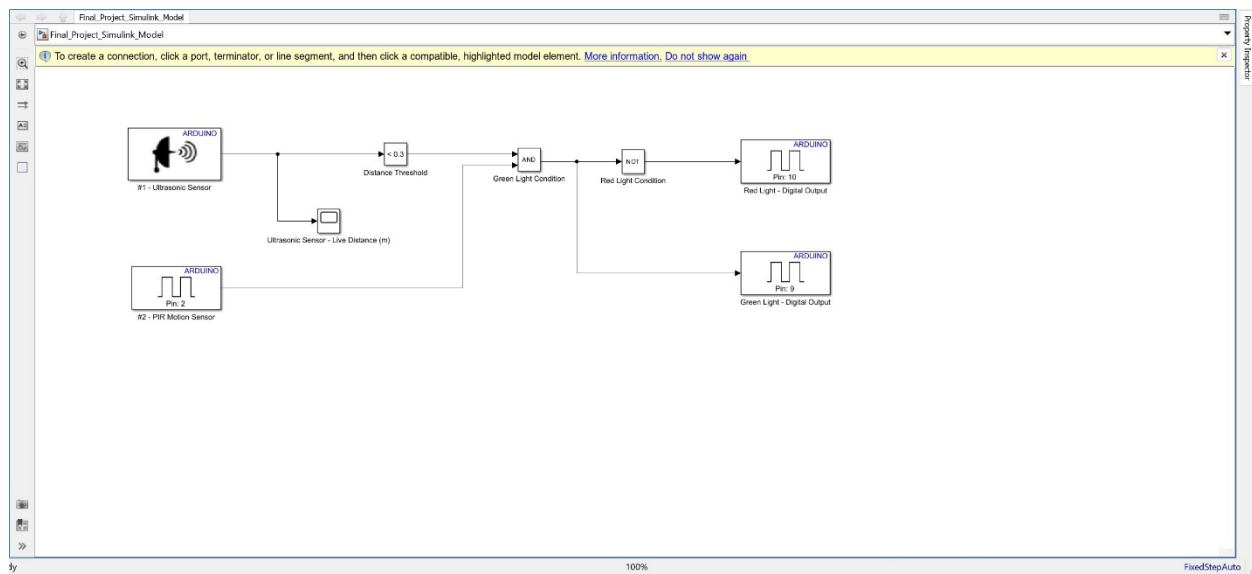 Final_Project_Simulink_Model
Final_Project_Simulink_Model
Property Inspector
To create a connection, click a port, terminator, or line segment, and then click a compatible, highlighted model element. More information. Do not show again
ARDUINO
#1 - Ultrasonic Sensor
< 0.3
Distance Threshold
AND
Green Light Condition
NOT
Red Light Condition
ARDUINO
Pin: 10
Red Light - Digital Output
Ultrasonic Sensor - Live Distance (m)
ARDUINO
Pin: 2
#2 - PIR Motion Sensor
ARDUINO
Pin: 9
Green Light - Digital Output
dy
100%
FixedStepAuto